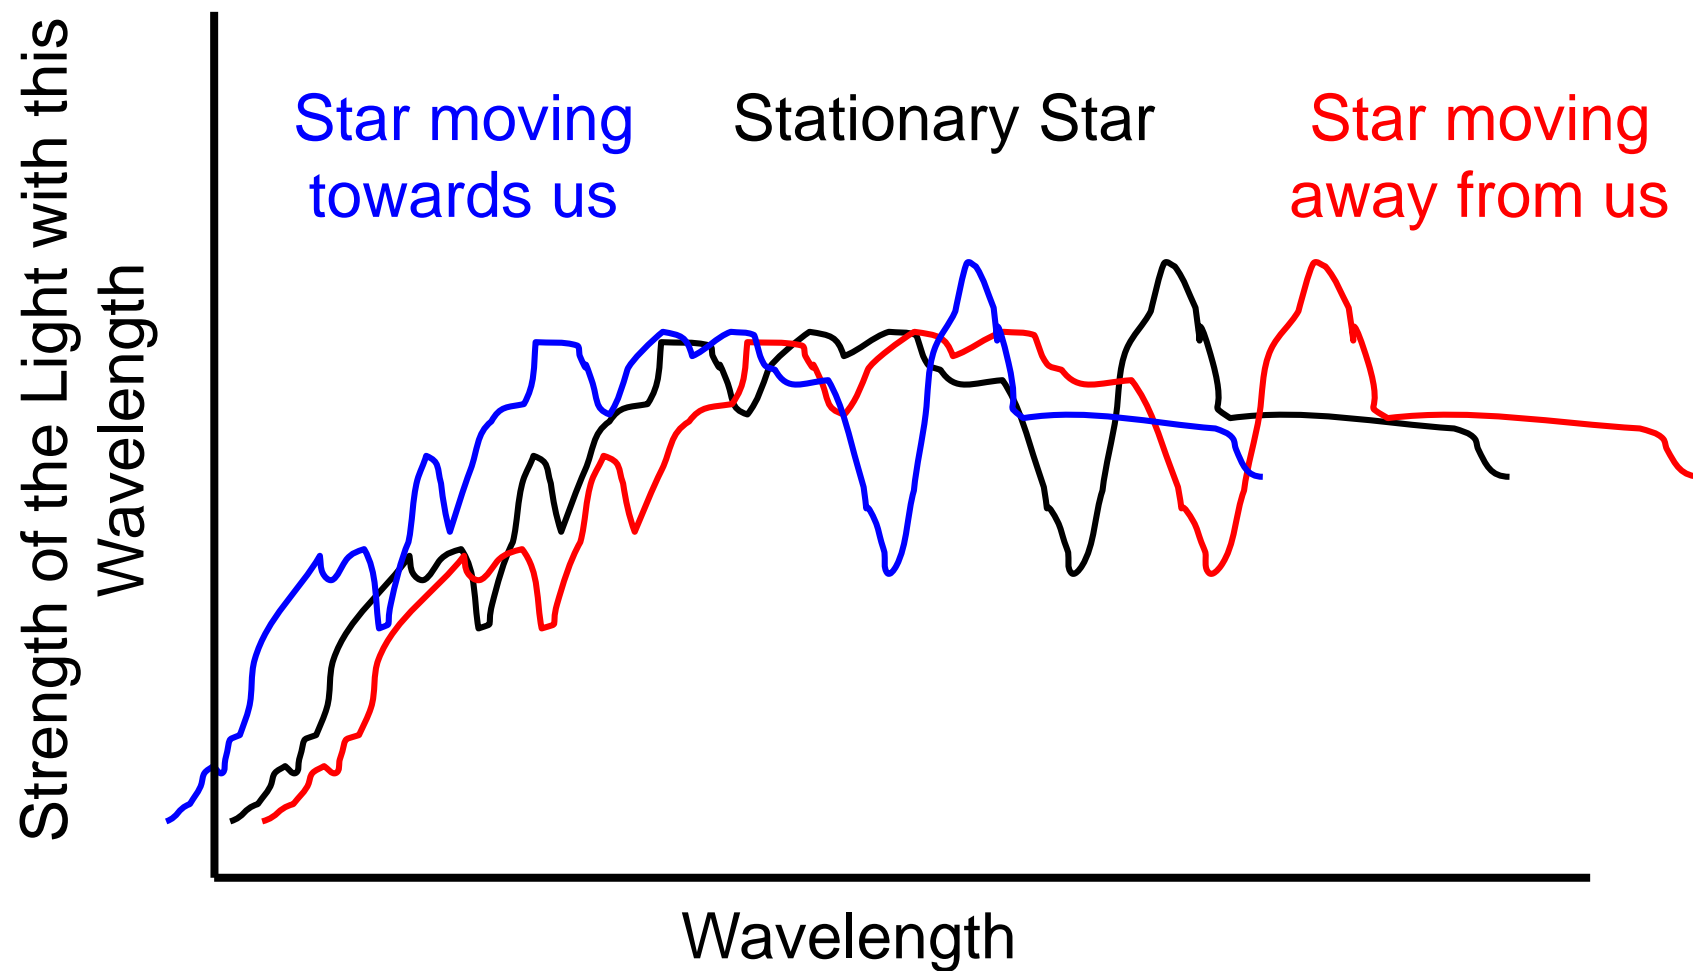 Strength of the Light with this
Wavelength
Star moving
towards us
Stationary Star
Star moving
away from us
Wavelength